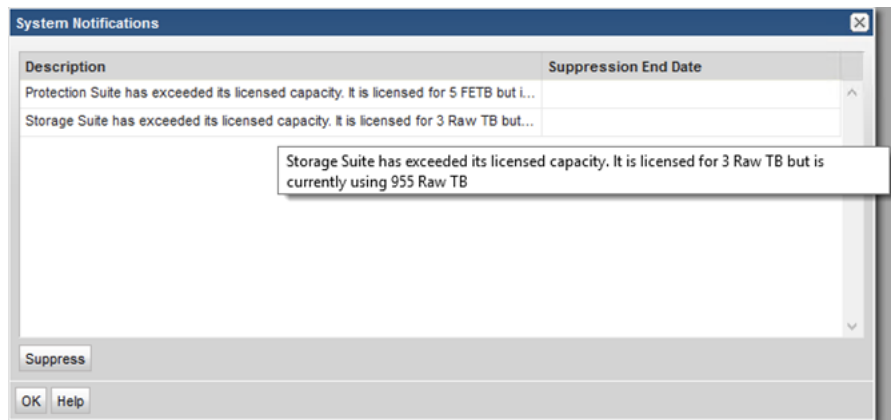 System Notifications
Description Suppression End Date
Protection Suite has exceeded its licensed capacity. It is licensed for 5 FETB but i...
Storage Suite has exceeded its licensed capacity. It is licensed for 3 Raw TB but...
Storage Suite has exceeded its licensed capacity. It is licensed for 3 Raw TB but is
currently using 955 Raw TB
Suppress
OK Help